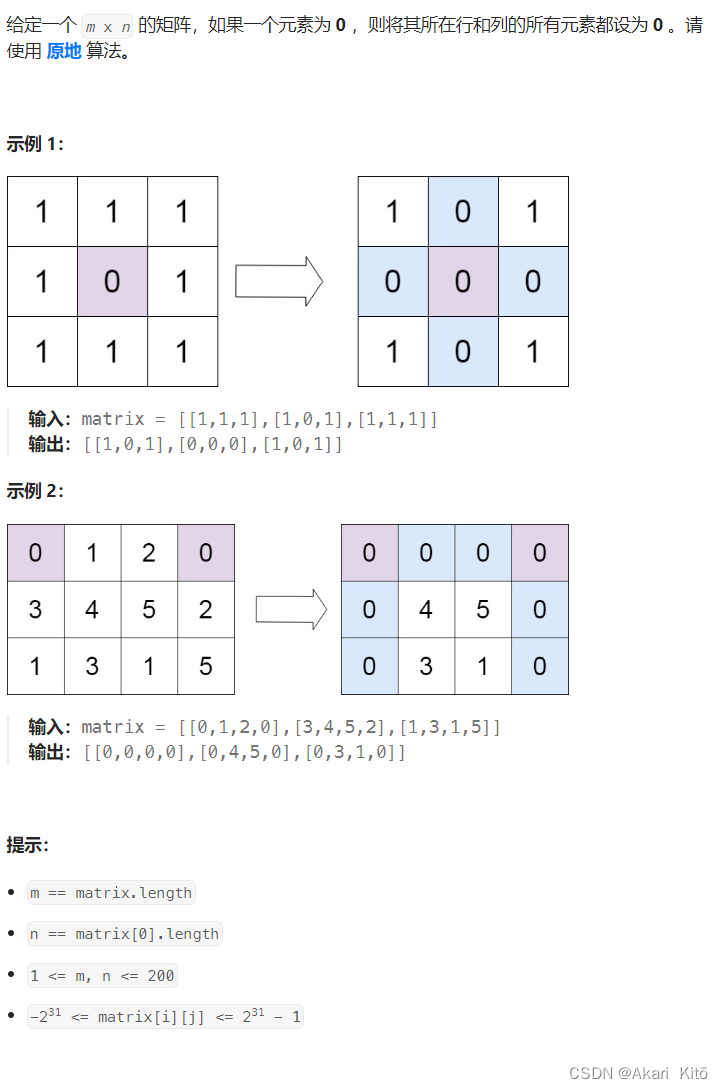 给定一个 m x n 的矩阵，如果一个元素为 0 ，则将其所在行和列的所有元素都设为 0 。请
使用 原地 算法。
示例 1：
1 1 1 1 0 1
1 0 1 0 0 0
1 1 1 1 0 1
输入：matrix = [[1,1,1],[1,0,1],[1,1,1]]
输出：[[1,0,1],[0,0,0],[1,0,1]]
示例 2：
0 1 2 0 0 0 0 0
3 4 5 2 0 4 5 0
1 3 1 5 0 3 1 0
输入：matrix = [[0,1,2,0],[3,4,5,2],[1,3,1,5]]
输出：[[0,0,0,0],[0,4,5,0],[0,3,1,0]]
提示：
• m == matrix.length
• n == matrix[0].length
• 1 <= m, n <= 200
• -2³¹ <= matrix[i][j] <= 2³¹ - 1
CSDN @Akari_Kitō